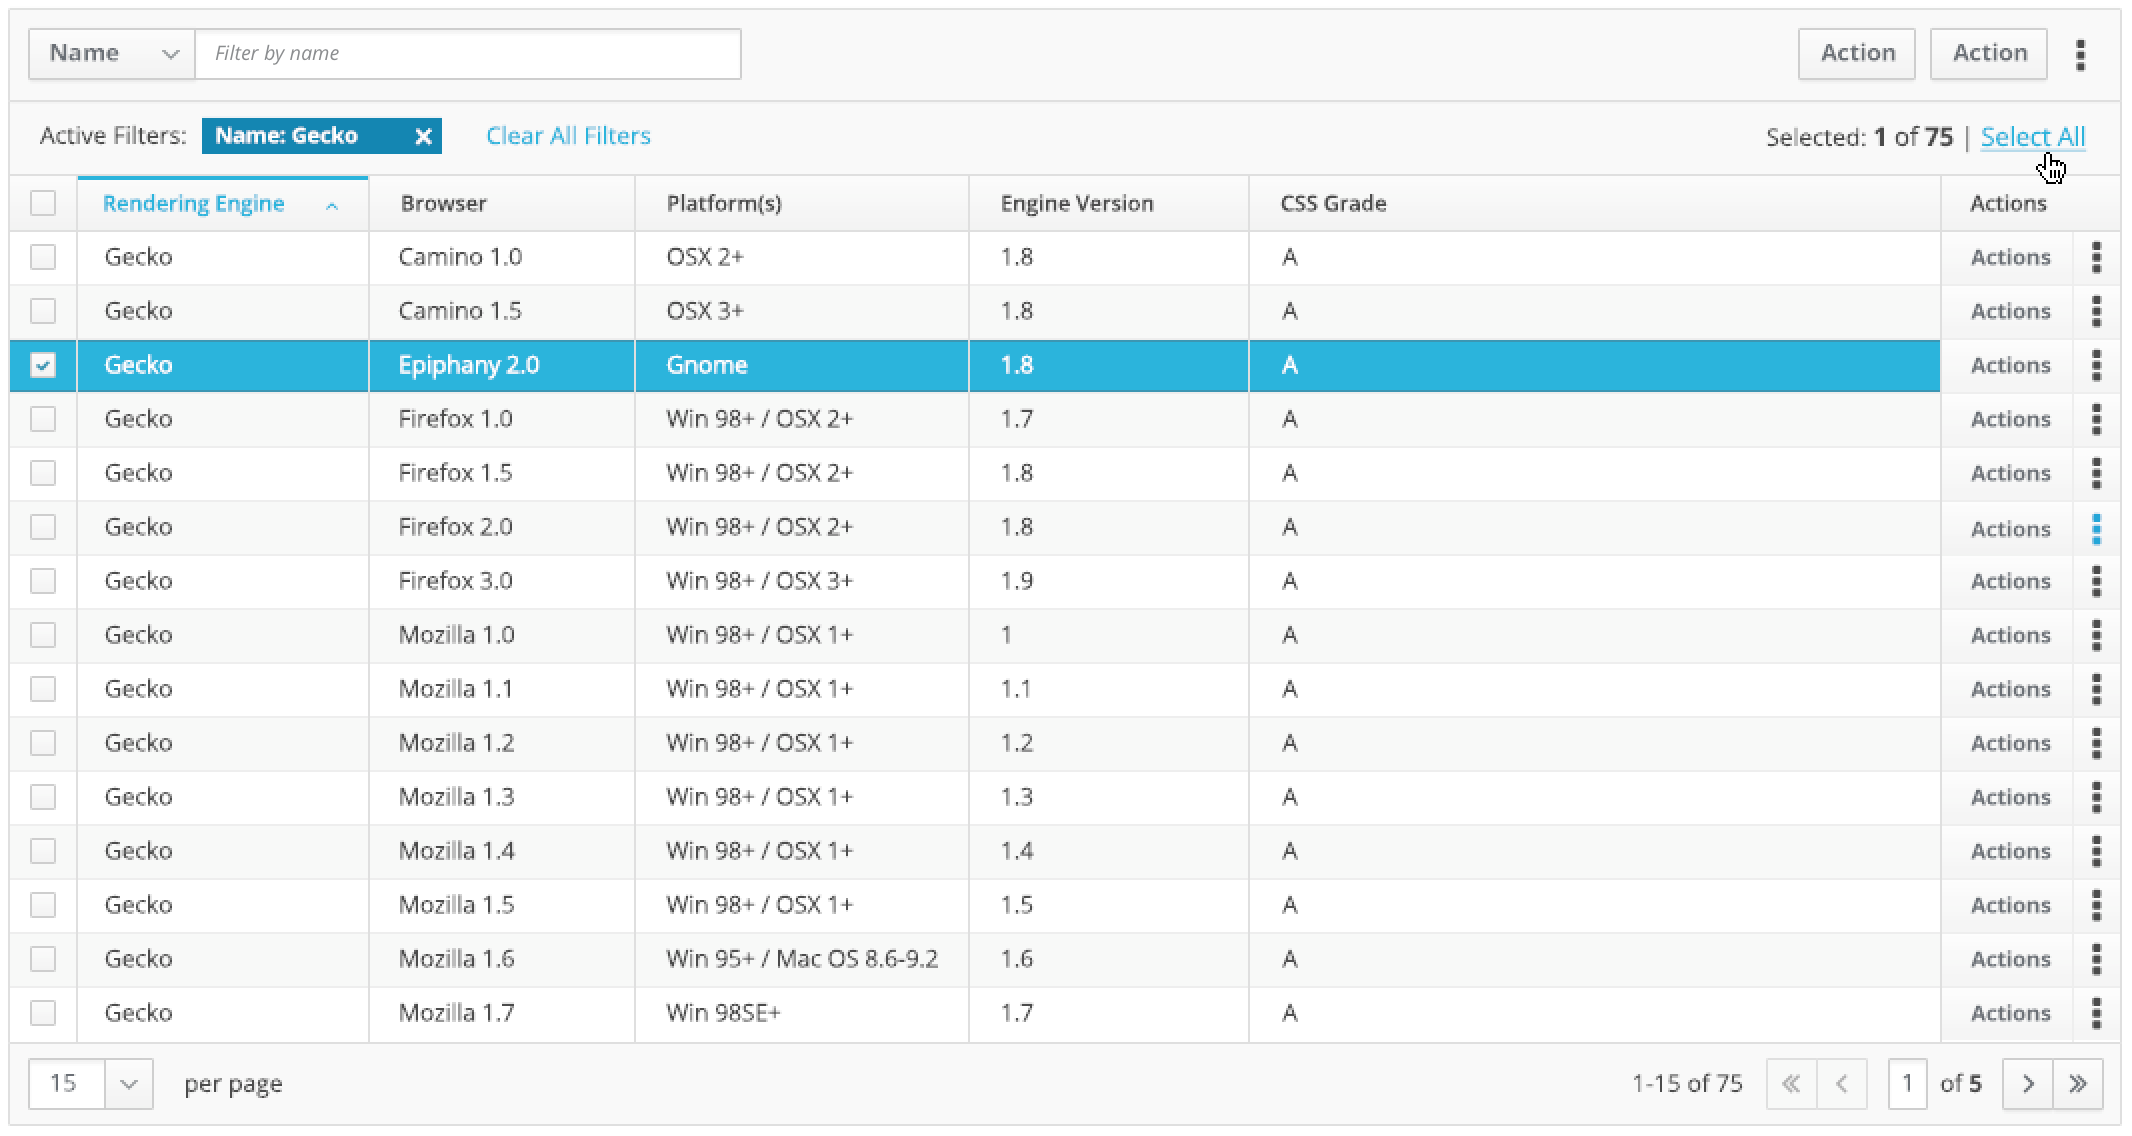 Name Filter by name Action Action
Active Filters: Name: Gecko Clear All Filters Selected: 1 of 75 | Select All
Rendering Engine Browser Platform(s) Engine Version CSS Grade Actions
Gecko Camino 1.0 OSX 2+ 1.8 A Actions
Gecko Camino 1.5 OSX 3+ 1.8 A Actions
Gecko Epiphany 2.0 Gnome 1.8 A Actions
Gecko Firefox 1.0 Win 98+ / OSX 2+ 1.7 A Actions
Gecko Firefox 1.5 Win 98+ / OSX 2+ 1.8 A Actions
Gecko Firefox 2.0 Win 98+ / OSX 2+ 1.8 A Actions
Gecko Firefox 3.0 Win 98+ / OSX 3+ 1.9 A Actions
Gecko Mozilla 1.0 Win 98+ / OSX 1+ 1 A Actions
Gecko Mozilla 1.1 Win 98+ / OSX 1+ 1.1 A Actions
Gecko Mozilla 1.2 Win 98+ / OSX 1+ 1.2 A Actions
Gecko Mozilla 1.3 Win 98+ / OSX 1+ 1.3 A Actions
Gecko Mozilla 1.4 Win 98+ / OSX 1+ 1.4 A Actions
Gecko Mozilla 1.5 Win 98+ / OSX 1+ 1.5 A Actions
Gecko Mozilla 1.6 Win 95+ / Mac OS 8.6-9.2 1.6 A Actions
Gecko Mozilla 1.7 Win 98SE+ 1.7 A Actions
15 per page 1-15 of 75 1 of 5